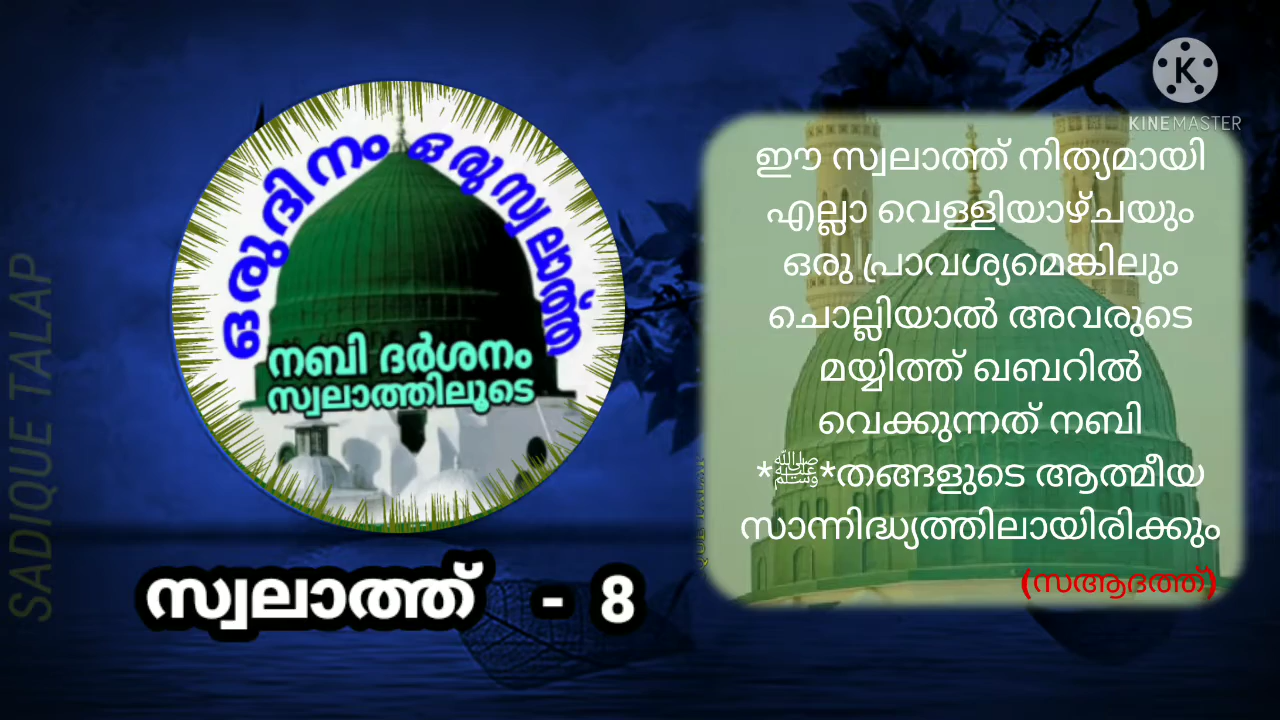 SADIQUE TALAP
ഒരുദിനം ഒരു സ്വലാത്ത്
നബി ദർശനം
സ്വലാത്തിലൂടെ
സ്വലാത്ത് - 8
KINEMASTER
ഈ സ്വലാത്ത് നിത്യമായി
എല്ലാ വെള്ളിയാഴ്ചയും
ഒരു പ്രാവശ്യമെങ്കിലും
ചൊല്ലിയാൽ അവരുടെ
മയ്യിത്ത് ഖബറിൽ
വെക്കുന്നത് നബി
*ﷺ*തങ്ങളുടെ ആത്മീയ
സാന്നിദ്ധ്യത്തിലായിരിക്കും
(സആദത്ത്)